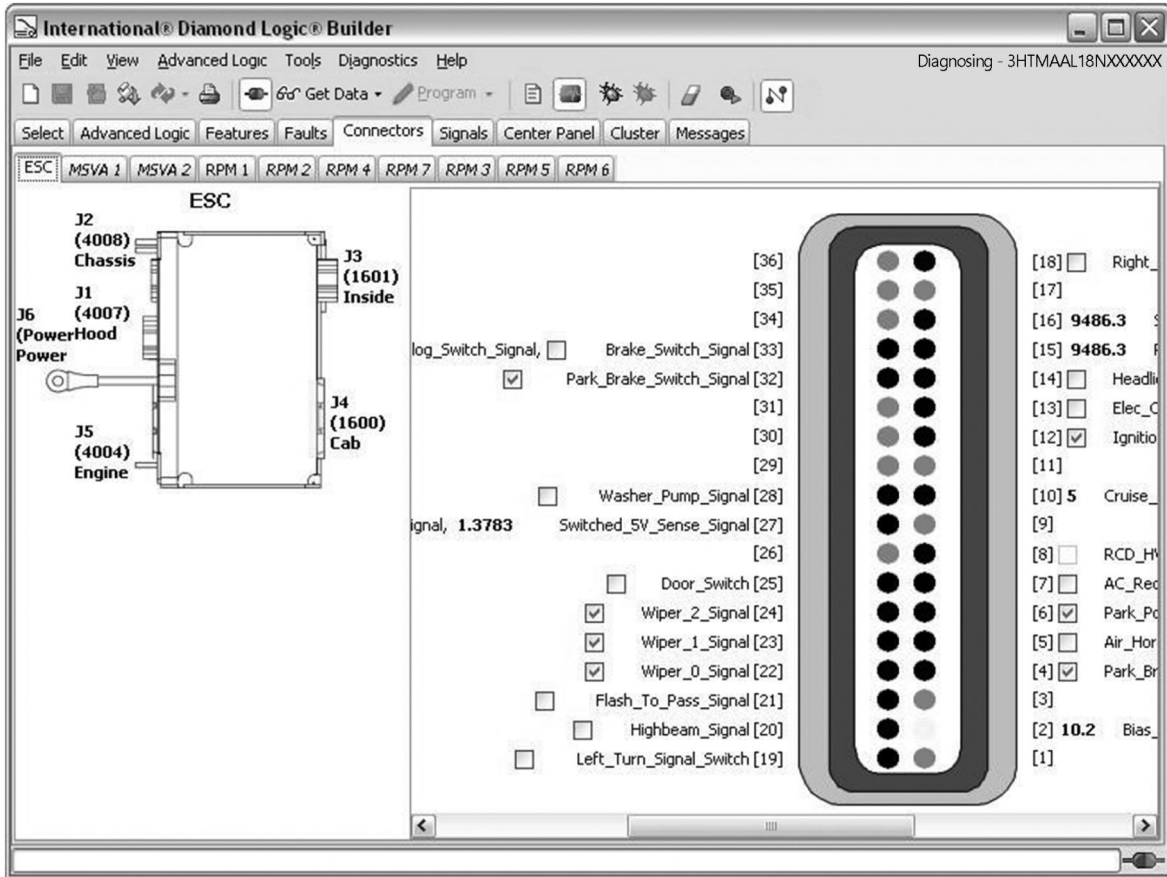 International® Diamond Logic® Builder
File Edit View Advanced Logic Tools Diagnostics Help
Diagnosing - 3HTMAAL18NXXXXXX
Get Data Program
Select Advanced Logic Features Faults Connectors Signals Center Panel Cluster Messages
ESC MSVA 1 MSVA 2 RPM 1 RPM 2 RPM 4 RPM 7 RPM 3 RPM 5 RPM 6
ESC
J2
(4008)
Chassis
J3
(1601)
Inside
J1
(4007)
Hood
J6
(Power
Power
J4
(1600)
Cab
J5
(4004)
Engine
[36] [18] Right_
[35] [17]
[34] [16] 9486.3
log_Switch_Signal, Brake_Switch_Signal [33] [15] 9486.3
Park_Brake_Switch_Signal [32] [14] Headli
[31] [13] Elec_C
[30] [12] Ignitio
[29] [11]
Washer_Pump_Signal [28] [10] 5 Cruise_
ignal, 1.3783 Switched_5V_Sense_Signal [27] [9]
[26] [8] RCD_HV
Door_Switch [25] [7] AC_Req
Wiper_2_Signal [24] [6] Park_Po
Wiper_1_Signal [23] [5] Air_Hor
Wiper_0_Signal [22] [4] Park_Br
Flash_To_Pass_Signal [21] [3]
Highbeam_Signal [20] [2] 10.2 Bias_
Left_Turn_Signal_Switch [19] [1]